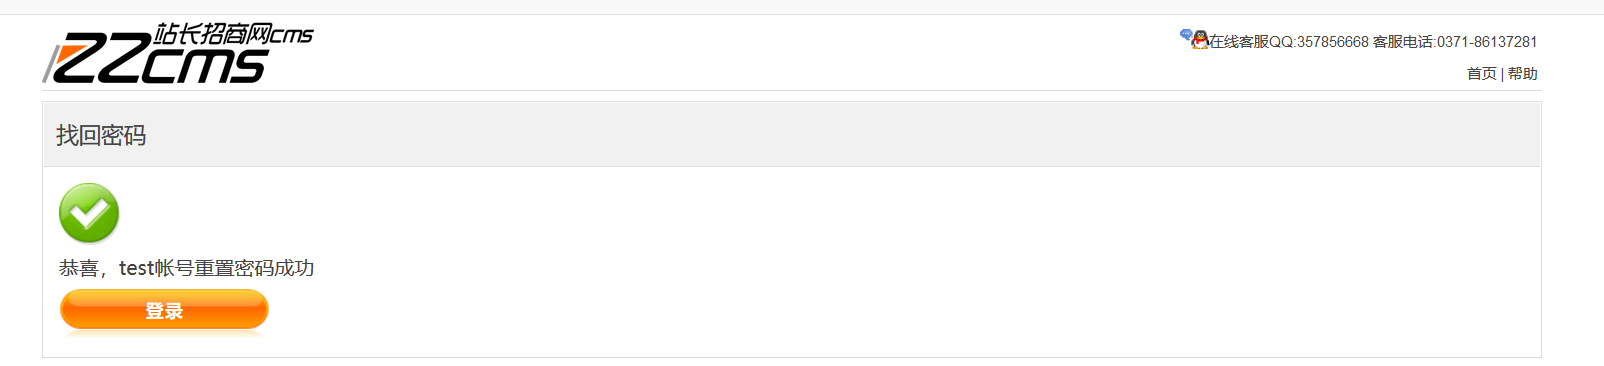 站长招商网cms
ZZcms
在线客服QQ:357856668 客服电话:0371-86137281
首页 | 帮助
找回密码
恭喜，test帐号重置密码成功
登录